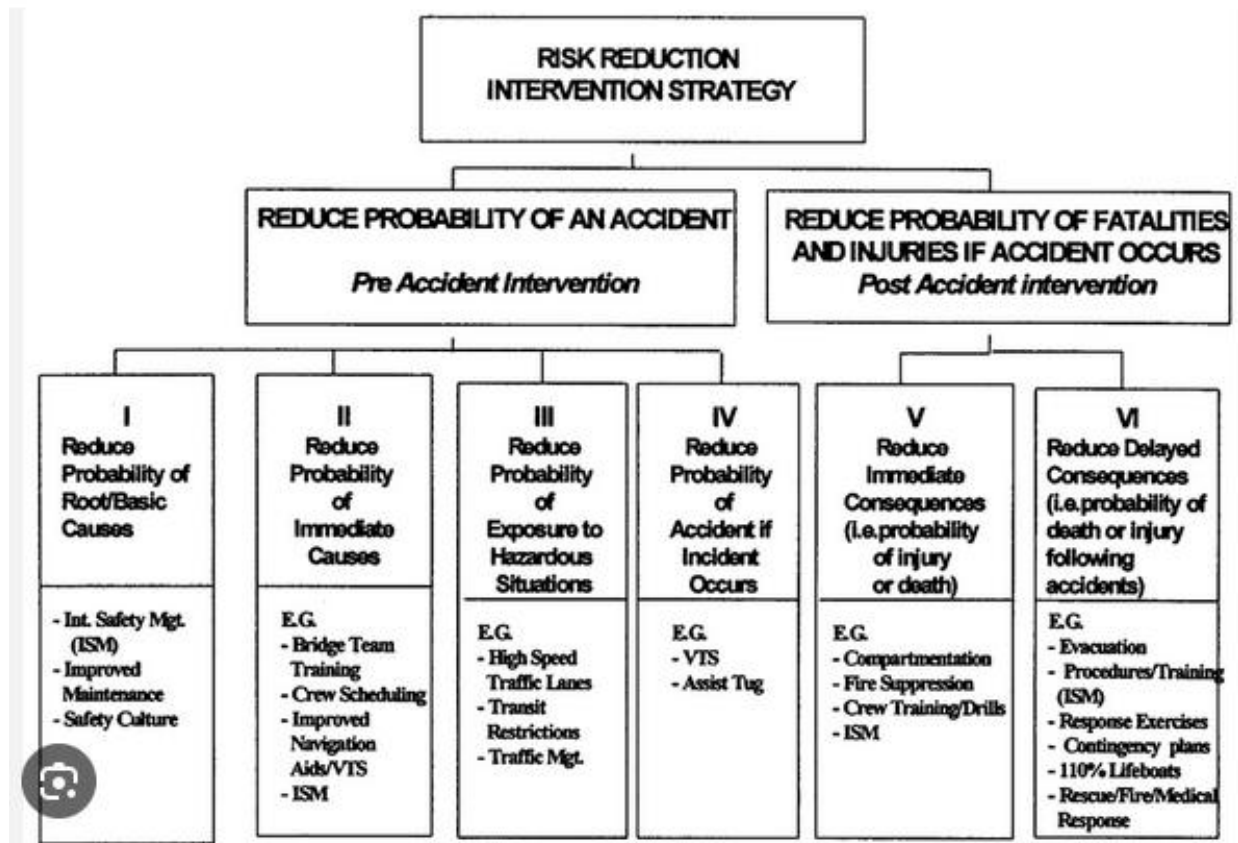 RISK REDUCTION
INTERVENTION STRATEGY
REDUCE PROBABILITY OF AN ACCIDENT
Pre Accident Intervention
REDUCE PROBABILITY OF FATALITIES
AND INJURIES IF ACCIDENT OCCURS
Post Accident intervention
I
Reduce
Probability of
Root/Basic
Causes
- Int. Safety Mgt.
(ISM)
- Improved
Maintenance
- Safety Culture
II
Reduce
Probability
of
Immediate
Causes
E.G.
- Bridge Team
Training
- Crew Scheduling
- Improved
Navigation
Aids/VTS
- ISM
III
Reduce
Probability
of
Exposure to
Hazardous
Situations
E.G.
- High Speed
Traffic Lanes
- Transit
Restrictions
- Traffic Mgt.
IV
Reduce
Probability
of
Accident if
Incident
Occurs
E.G.
- VTS
- Assist Tug
V
Reduce
Immediate
Consequences
(i.e.probability
of injury
or death)
E.G.
- Compartmentation
- Fire Suppression
- Crew Training/Drills
- ISM
VI
Reduce Delayed
Consequences
(i.e.probability of
death or injury
following
accidents)
E.G.
- Evacuation
- Procedures/Training
(ISM)
- Response Exercises
- Contingency plans
- 110% Lifeboats
- Rescue/Fire/Medical
Response